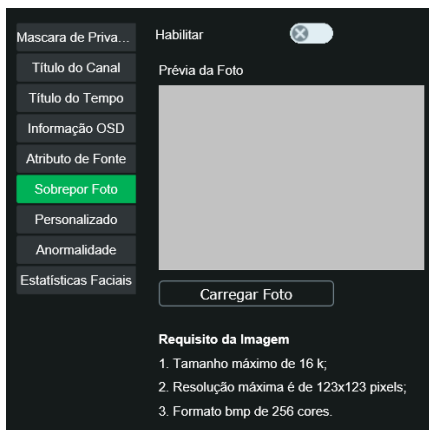 Mascara de Priva...
Título do Canal
Título do Tempo
Informação OSD
Atributo de Fonte
Sobrepor Foto
Personalizado
Anormalidade
Estatísticas Faciais
Habilitar
Prévia da Foto
Carregar Foto
Requisito da Imagem
1. Tamanho máximo de 16 k;
2. Resolução máxima é de 123x123 pixels;
3. Formato bmp de 256 cores.